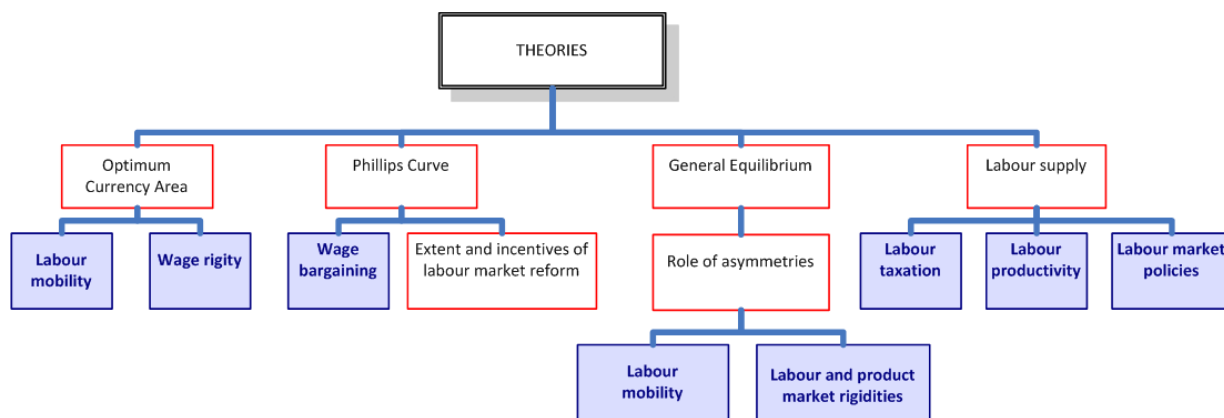 THEORIES
Optimum
Currency Area
Phillips Curve
General Equilibrium
Labour supply
Labour
mobility
Wage rigity
Wage
bargaining
Extent and incentives of
labour market reform
Role of asymmetries
Labour
taxation
Labour
productivity
Labour market
policies
Labour
mobility
Labour and product
market rigidities